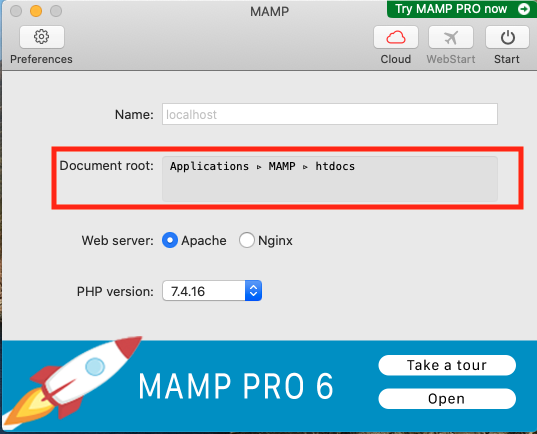 MAMP
Try MAMP PRO now
Preferences
Cloud WebStart Start
Name: localhost
Document root: Applications ▹ MAMP ▹ htdocs
Web server: Apache Nginx
PHP version: 7.4.16
MAMP PRO 6
Take a tour
Open